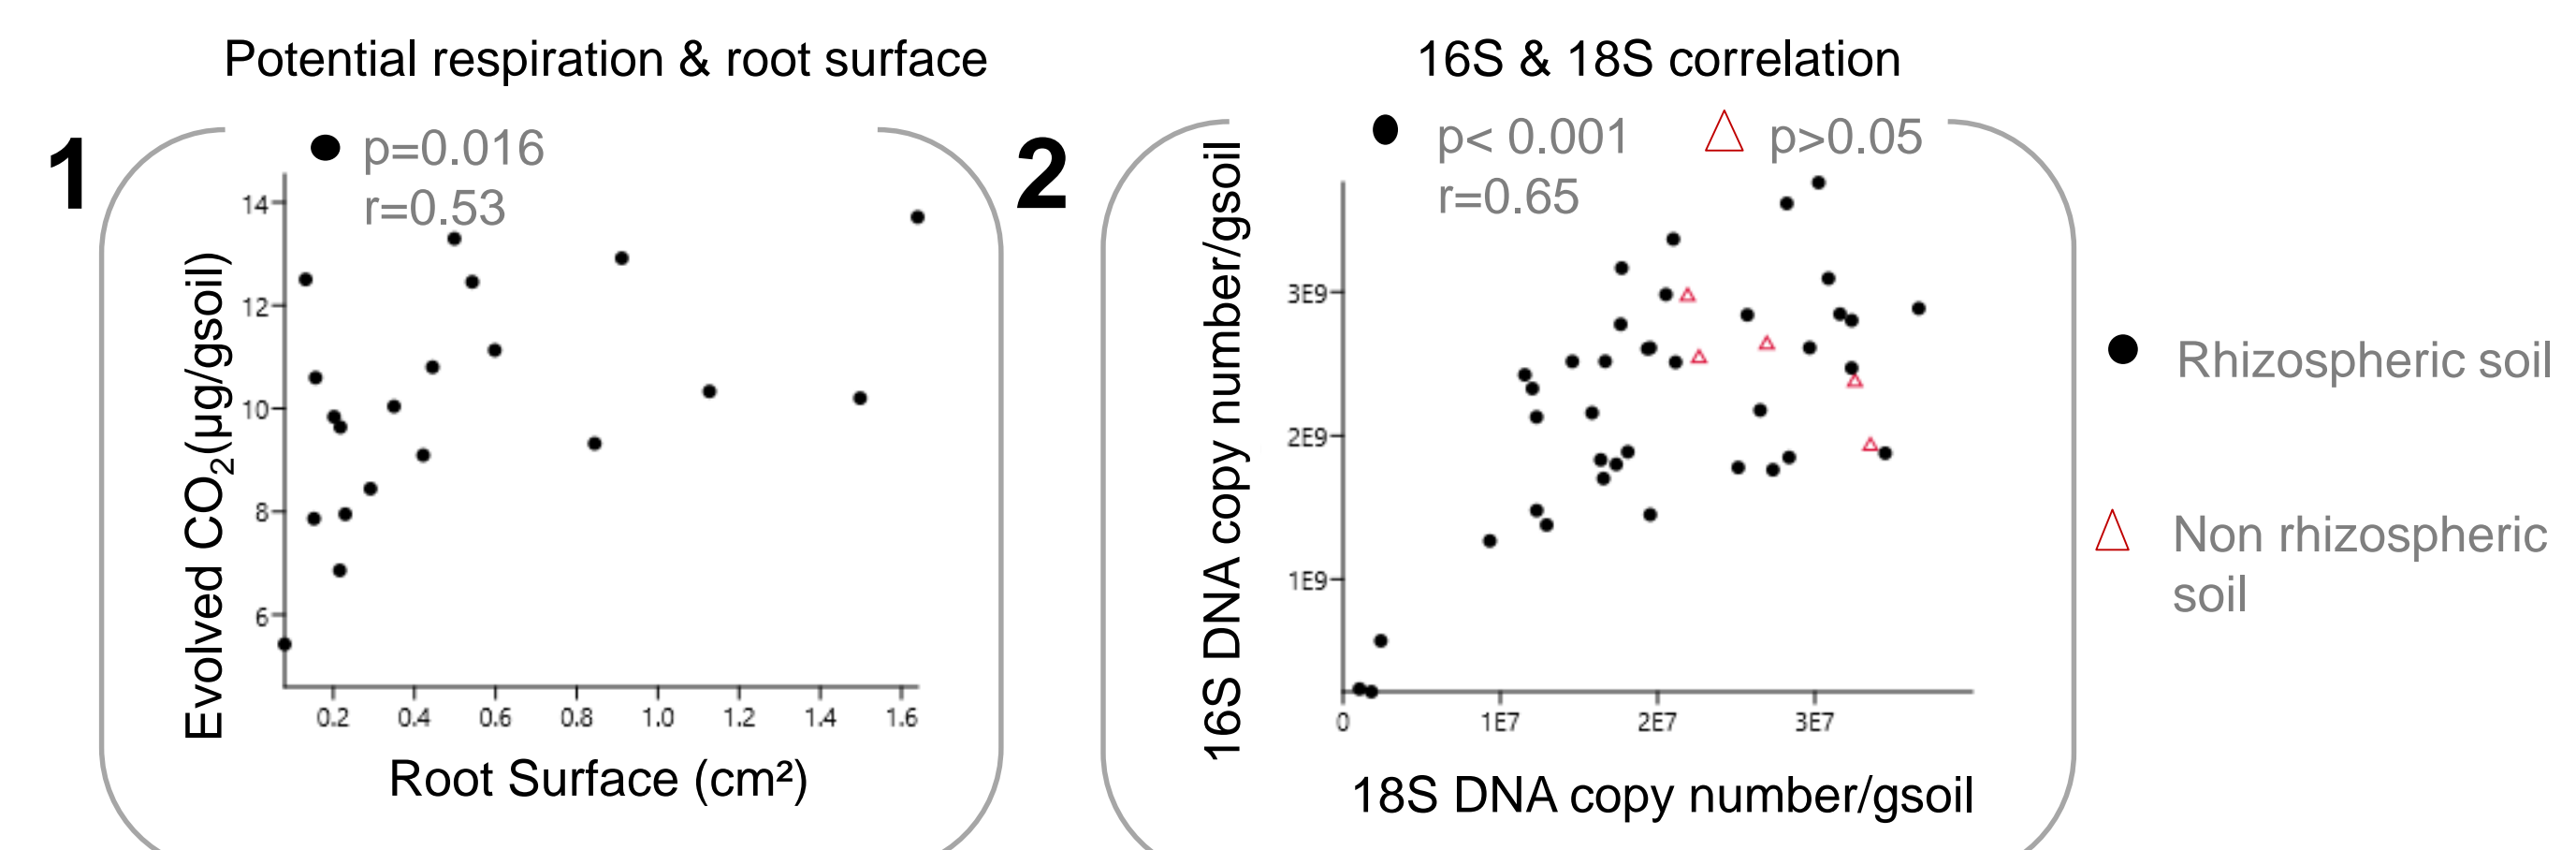 Potential respiration & root surface
1
p=0.016
r=0.53
14
12
10
8
6
Evolved CO₂(µg/gsoil)
0.2 0.4 0.6 0.8 1.0 1.2 1.4 1.6
Root Surface (cm²)
16S & 18S correlation
2
p< 0.001 p>0.05
r=0.65
3E9
2E9
1E9
16S DNA copy number/gsoil
0 1E7 2E7 3E7
18S DNA copy number/gsoil
Rhizospheric soil
Non rhizospheric
soil